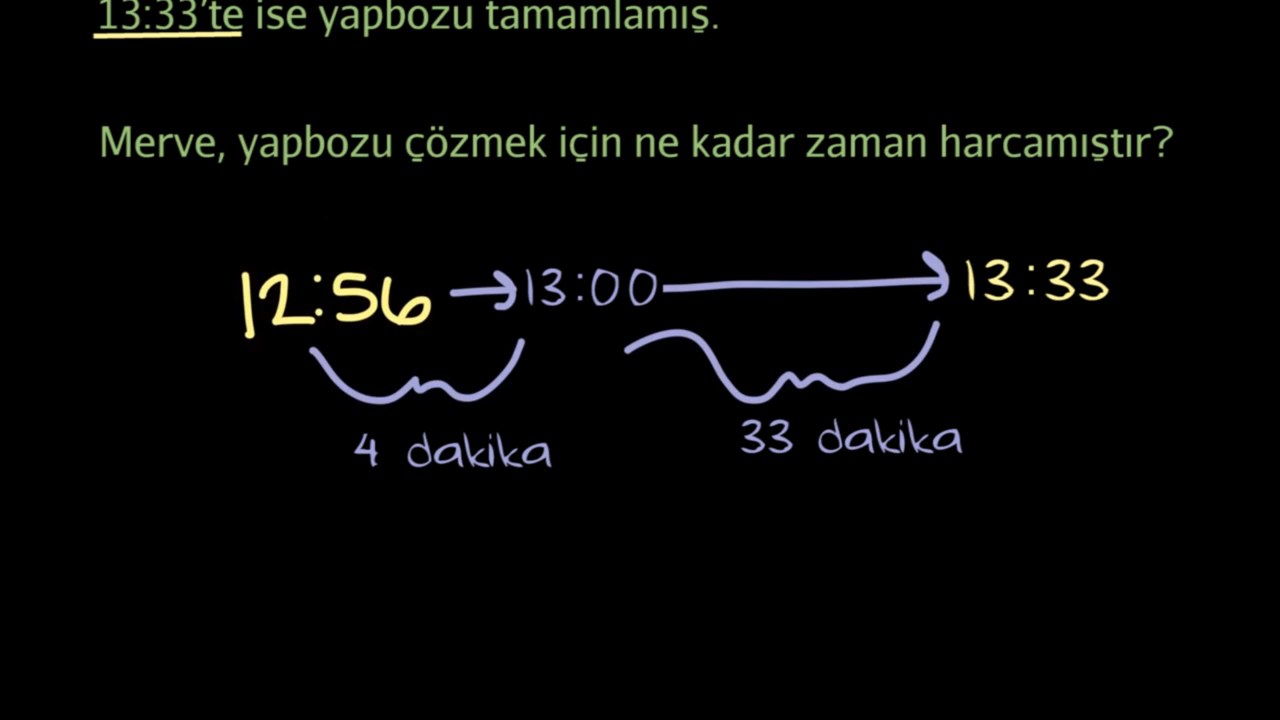 13:33'te ise yapbozu tamamlamış.
Merve, yapbozu çözmek için ne kadar zaman harcamıştır?
12:56 → 13:00 → 13:33
4 dakika 33 dakika